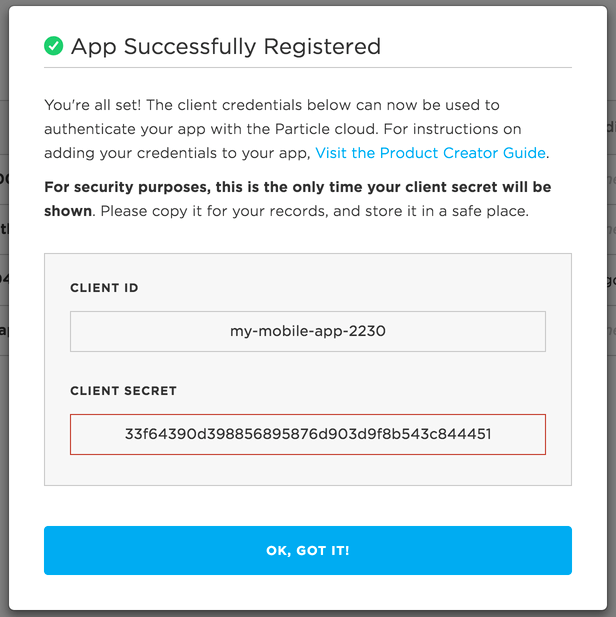 App Successfully Registered
You're all set! The client credentials below can now be used to
authenticate your app with the Particle cloud. For instructions on
adding your credentials to your app, Visit the Product Creator Guide.
For security purposes, this is the only time your client secret will be
shown. Please copy it for your records, and store it in a safe place.
CLIENT ID
my-mobile-app-2230
CLIENT SECRET
33f64390d398856895876d903d9f8b543c844451
OK, GOT IT!